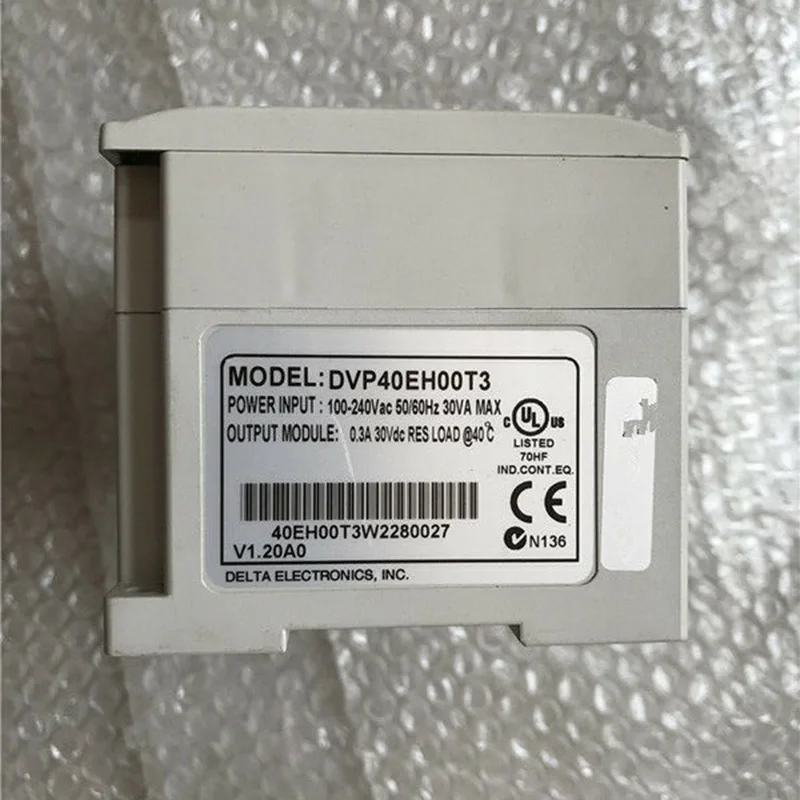 MODEL: DVP40EH00T3
POWER INPUT : 100-240Vac 50/60Hz 30VA MAX
OUTPUT MODULE: 0.3A 30Vdc RES LOAD @40℃
C UL US
LISTED
70HF
IND.CONT.EQ.
CE
40EH00T3W2280027
N136
V1.20A0
DELTA ELECTRONICS, INC.